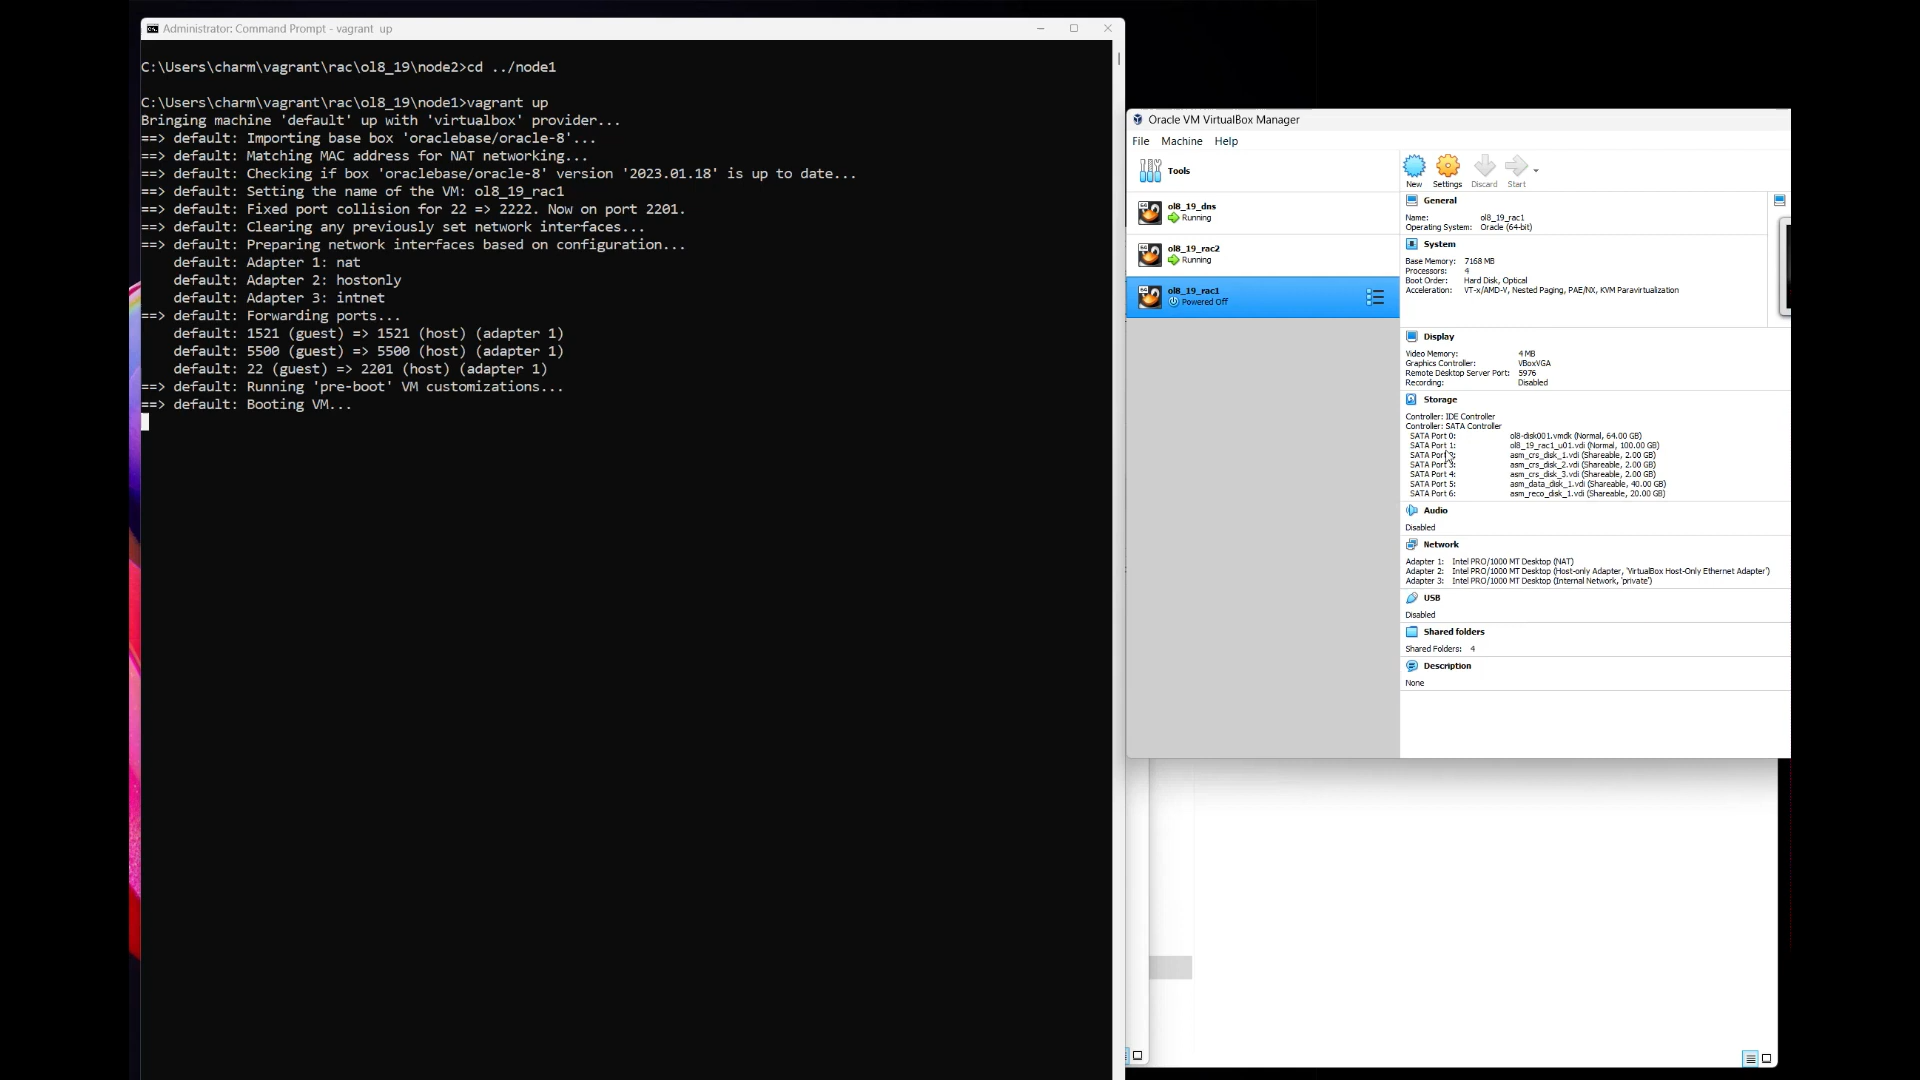 Administrator: Command Prompt - vagrant  up
C:\Users\charm\vagrant\rac\ol8_19\node2>cd ../node1
C:\Users\charm\vagrant\rac\ol8_19\node1>vagrant up
Bringing machine 'default' up with 'virtualbox' provider...
==> default: Importing base box 'oraclebase/oracle-8'...
==> default: Matching MAC address for NAT networking...
==> default: Checking if box 'oraclebase/oracle-8' version '2023.01.18' is up to date...
==> default: Setting the name of the VM: ol8_19_rac1
==> default: Fixed port collision for 22 => 2222. Now on port 2201.
==> default: Clearing any previously set network interfaces...
==> default: Preparing network interfaces based on configuration...
default: Adapter 1: nat
default: Adapter 2: hostonly
default: Adapter 3: intnet
==> default: Forwarding ports...
default: 1521 (guest) => 1521 (host) (adapter 1)
default: 5500 (guest) => 5500 (host) (adapter 1)
default: 22 (guest) => 2201 (host) (adapter 1)
==> default: Running 'pre-boot' VM customizations...
==> default: Booting VM...
Oracle VM VirtualBox Manager
File Machine Help
Tools
ol8_19_dns
Running
ol8_19_rac2
Running
ol8_19_rac1
Powered Off
New Settings Discard Start
General
Name: ol8_19_rac1
Operating System: Oracle (64-bit)
System
Base Memory: 7168 MB
Processors: 4
Boot Order: Hard Disk, Optical
Acceleration: VT-x/AMD-V, Nested Paging, PAE/NX, KVM Paravirtualization
Display
Video Memory: 4 MB
Graphics Controller: VBoxVGA
Remote Desktop Server Port: 5976
Recording: Disabled
Storage
Controller: IDE Controller
Controller: SATA Controller
SATA Port 0: ol8-disk001.vmdk (Normal, 64.00 GB)
SATA Port 1: ol8_19_rac1_u01.vdi (Normal, 100.00 GB)
SATA Port 2: asm_crs_disk_1.vdi (Shareable, 2.00 GB)
SATA Port 3: asm_crs_disk_2.vdi (Shareable, 2.00 GB)
SATA Port 4: asm_crs_disk_3.vdi (Shareable, 2.00 GB)
SATA Port 5: asm_data_disk_1.vdi (Shareable, 40.00 GB)
SATA Port 6: asm_reco_disk_1.vdi (Shareable, 20.00 GB)
Audio
Disabled
Network
Adapter 1: Intel PRO/1000 MT Desktop (NAT)
Adapter 2: Intel PRO/1000 MT Desktop (Host-only Adapter, 'VirtualBox Host-Only Ethernet Adapter')
Adapter 3: Intel PRO/1000 MT Desktop (Internal Network, 'private')
USB
Disabled
Shared folders
Shared Folders: 4
Description
None